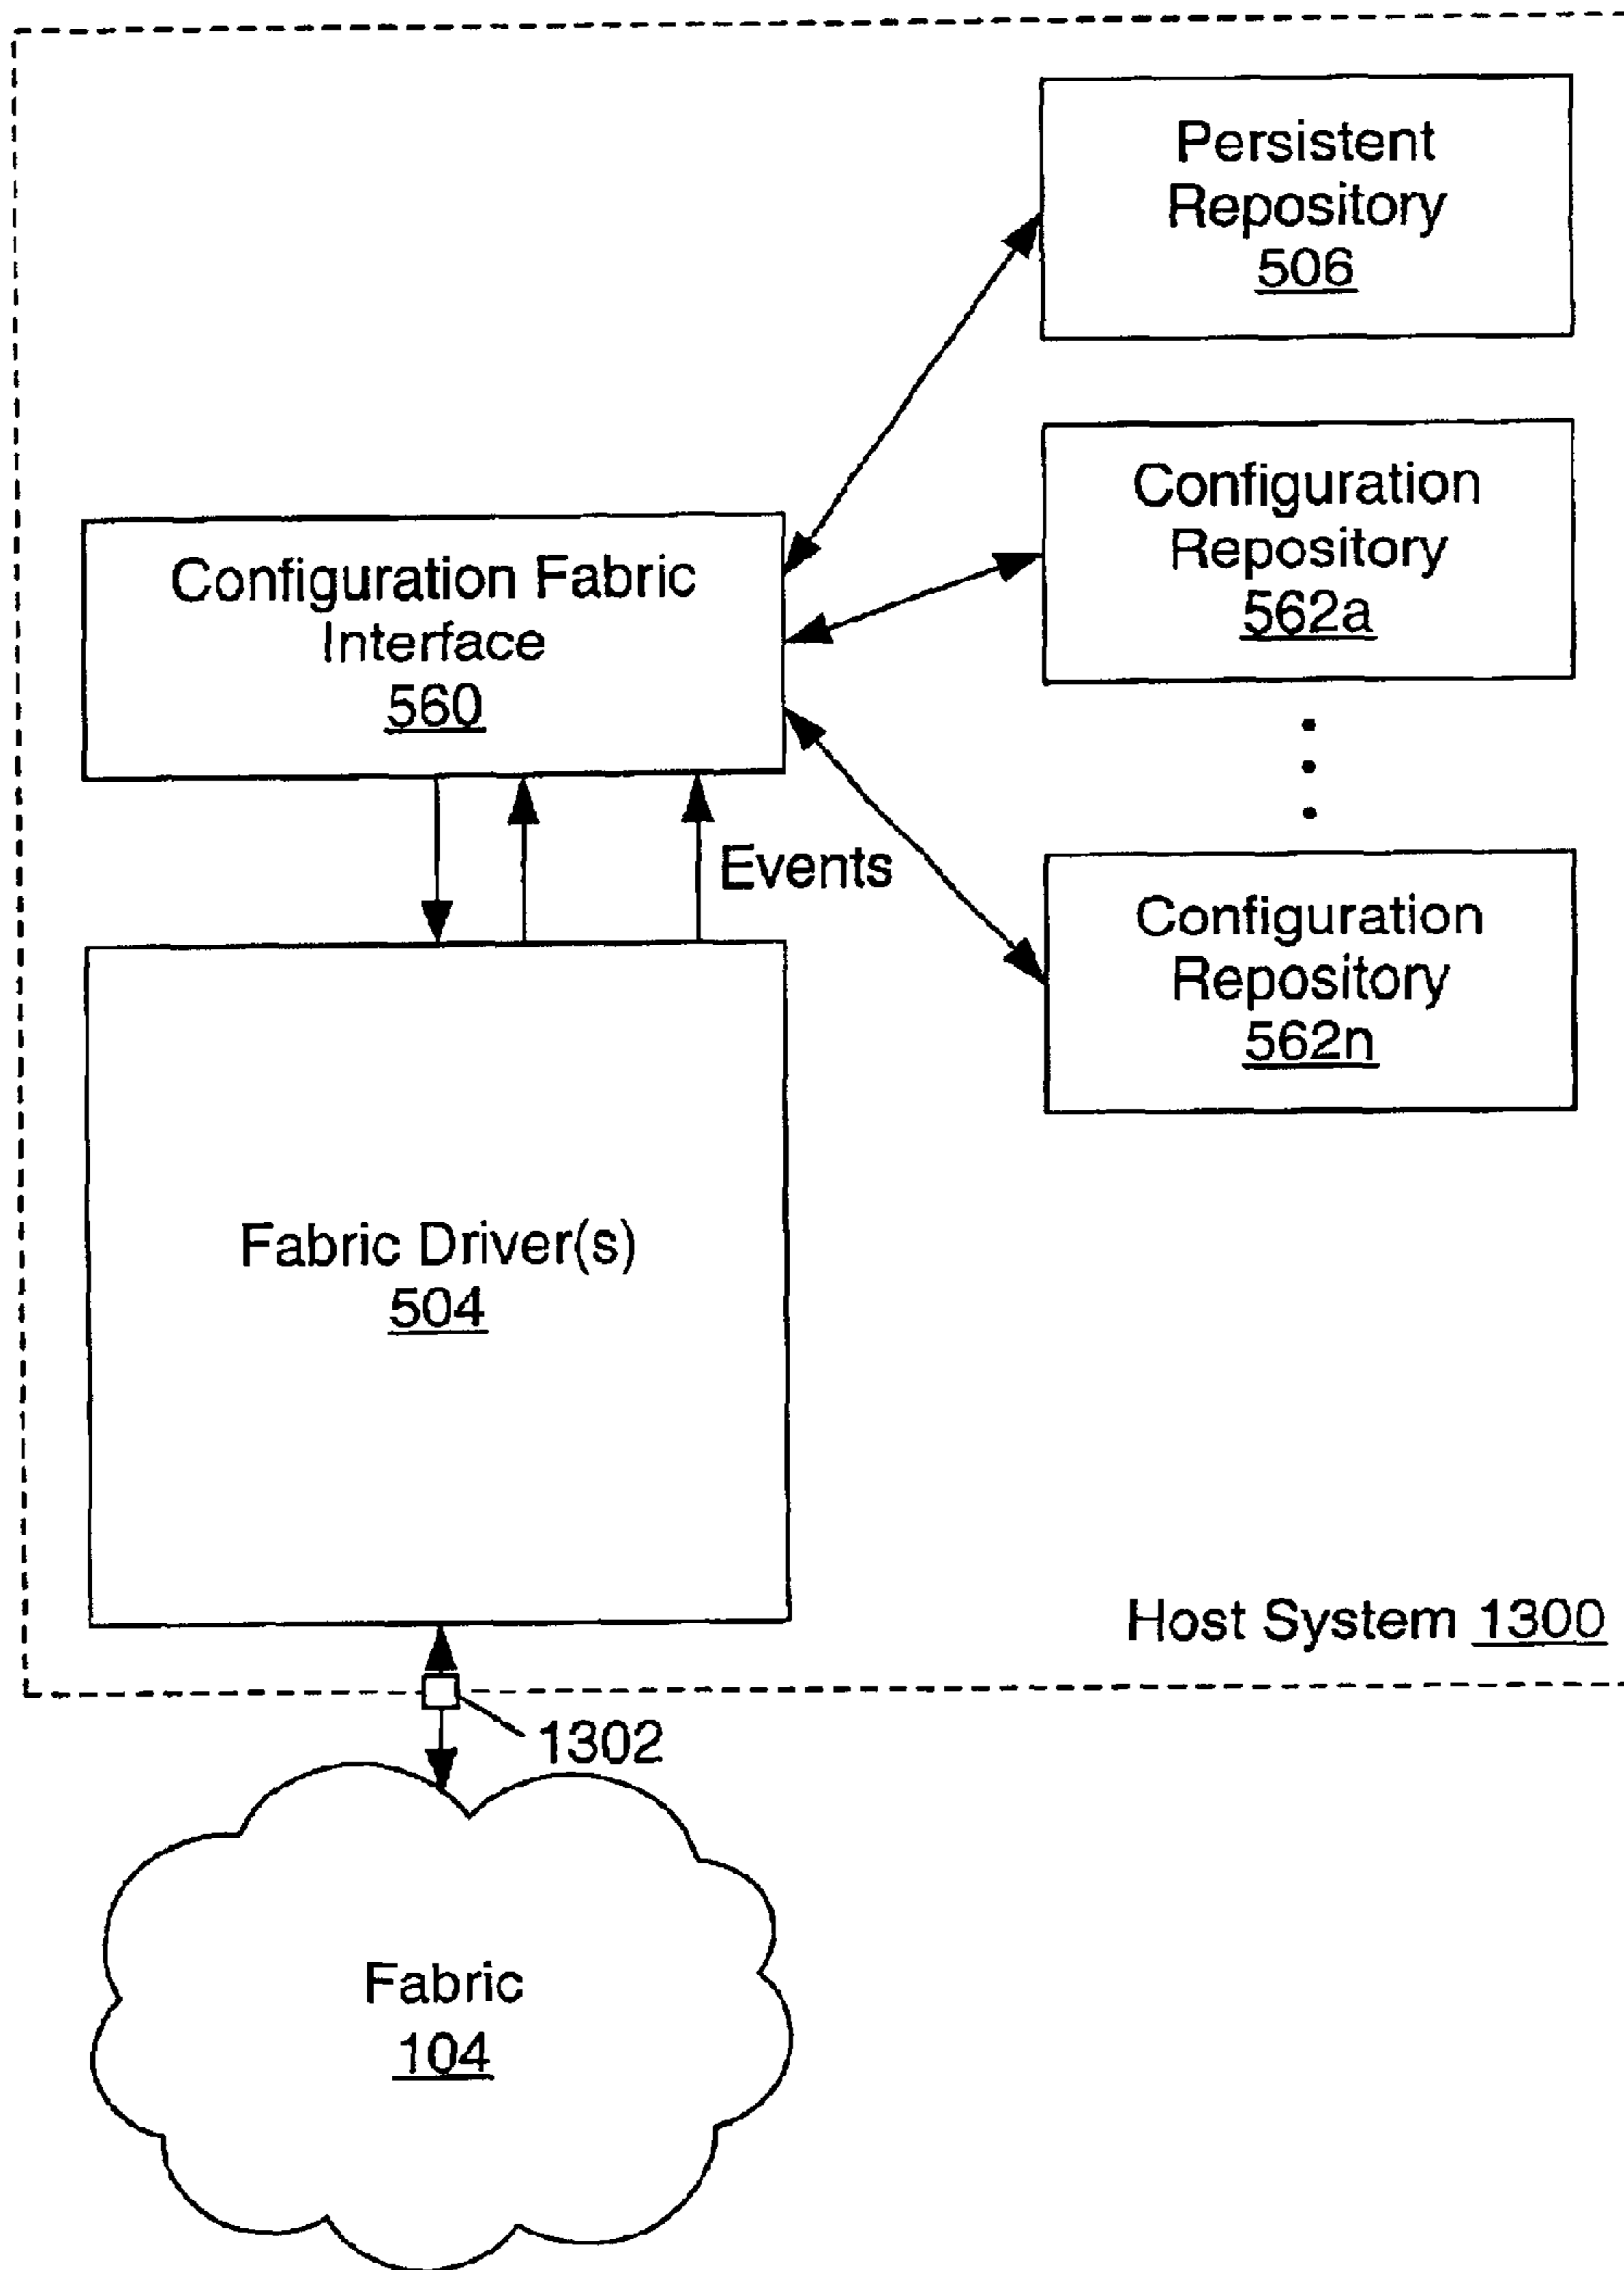 Persistent
Repository
506
Configuration
Repository
562a
Configuration Fabric
Interface
560
Events
Configuration
Repository
562n
Fabric Driver(s)
504
Host System 1300
1302
Fabric
104